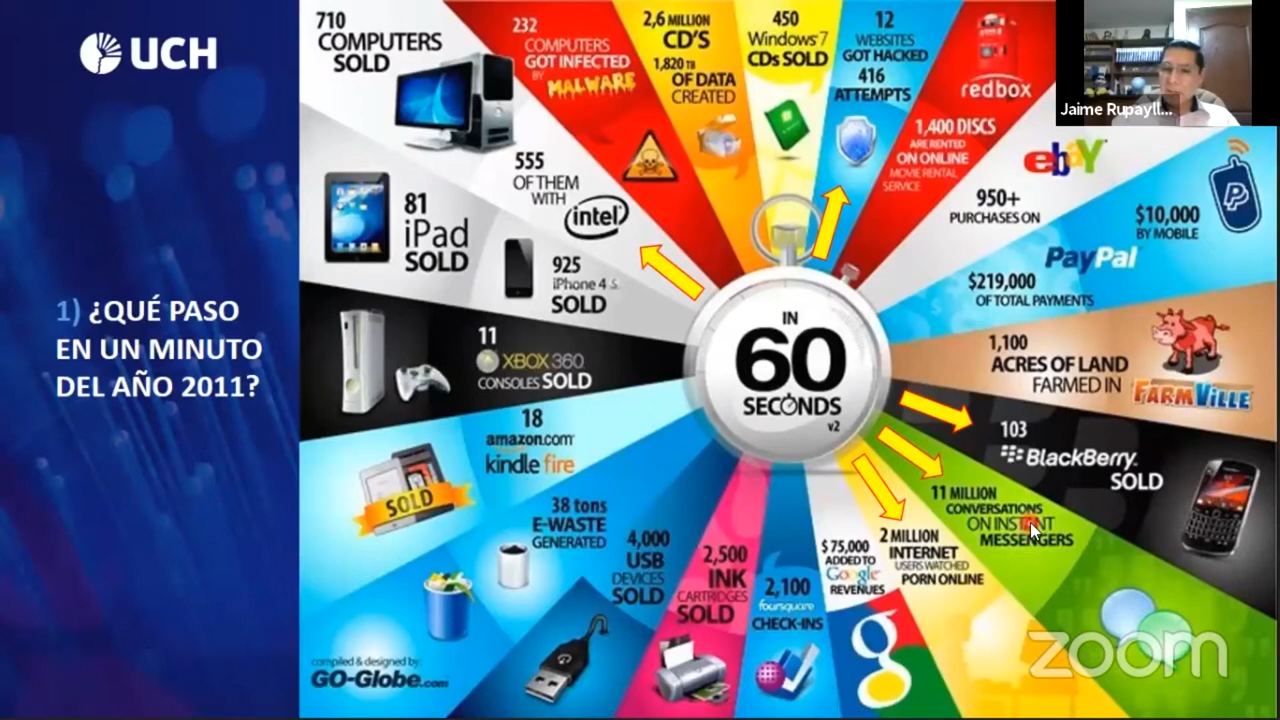 UCH
1) ¿QUÉ PASO
EN UN MINUTO
DEL AÑO 2011?
710
COMPUTERS
SOLD
555
OF THEM
WITH
intel
232
COMPUTERS
GOT INFECTED
BY
MALWARE
2,6 MILLION
CD'S
1,820 TB
OF DATA
CREATED
450
Windows 7
CDs SOLD
12
WEBSITES
GOT HACKED
416
ATTEMPTS
redbox
1,400 DISCS
ARE RENTED
ON ONLINE
MOVIE RENTAL
SERVICE
Jaime Rupayll...
ebaY
950+
PURCHASES ON
$10,000
BY MOBILE
PayPal
$219,000
OF TOTAL PAYMENTS
1,100
ACRES OF LAND
FARMED IN
FARMVILLE
103
BlackBerry
SOLD
11 MILLION
CONVERSATIONS
ON INSTANT
MESSENGERS
2 MILLION
INTERNET
USERS WATCHED
PORN ONLINE
$75,000
ADDED TO
Google
REVENUES
2,100
foursquare
CHECK-INS
2,500
INK
CARTRIDGES
SOLD
4,000
USB
DEVICES
SOLD
38 tons
E-WASTE
GENERATED
18
amazon.com
kindle fire
SOLD
11
XBOX 360
CONSOLES SOLD
925
iPhone 4 S
SOLD
81
iPad
SOLD
IN
60
SECONDS
v2
compiled & designed by:
GO-Globe.com
zoom